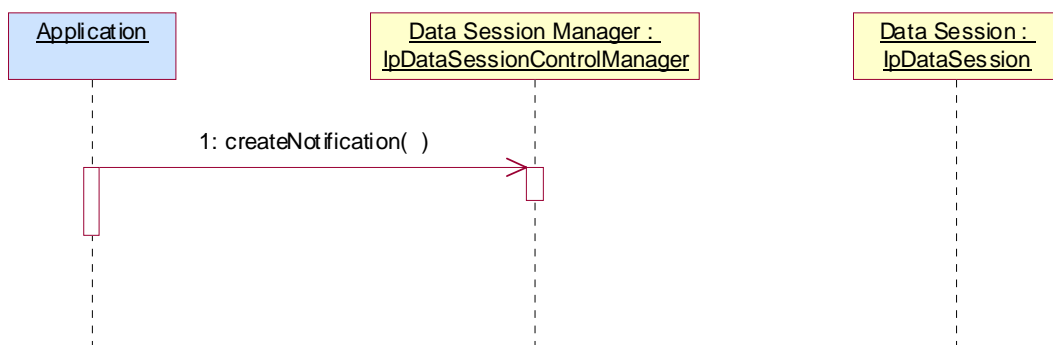 Application
Data Session Manager :
IpDataSessionControlManager
Data Session :
IpDataSession
1: createNotification( )